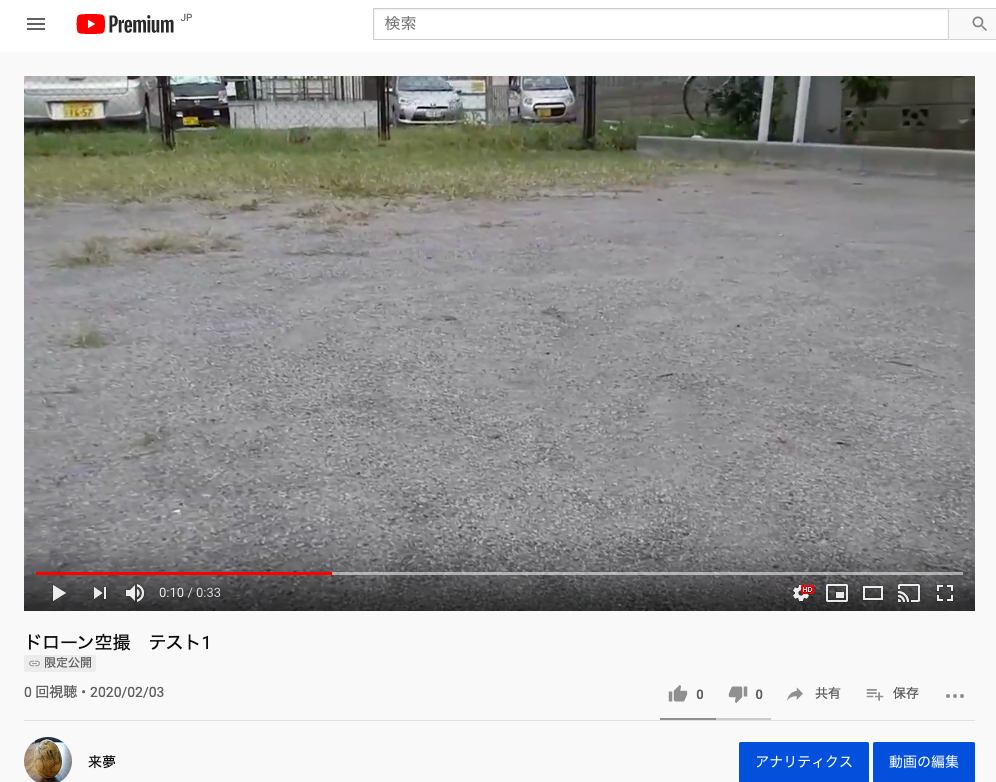 Premium JP
検索
0:10 / 0:33
HD
ドローン空撮　テスト1
限定公開
0 回視聴・2020/02/03
0 0 共有 保存
来夢
アナリティクス 動画の編集